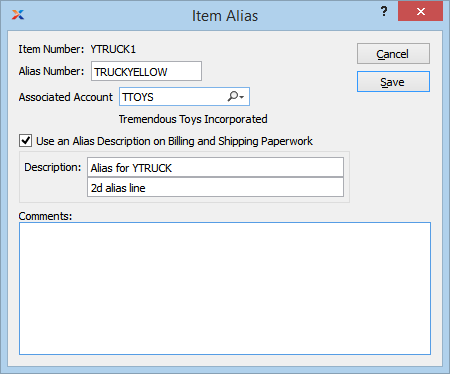 Item Alias
?
Item Number: YTRUCK1
Cancel
Alias Number: TRUCKYELLOW
Save
Associated Account TTOYS
Tremendous Toys Incorporated
Use an Alias Description on Billing and Shipping Paperwork
Description: Alias for YTRUCK
2d alias line
Comments: